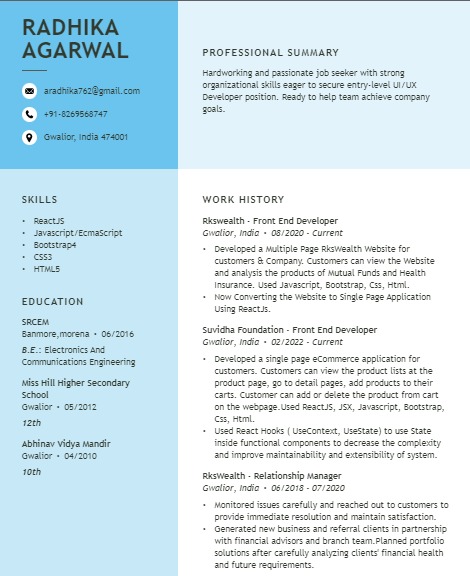 RADHIKA
AGARWAL
aradhika762@gmail.com
+91-8269568747
Gwalior, India 474001
PROFESSIONAL SUMMARY
Hardworking and passionate job seeker with strong
organizational skills eager to secure entry-level UI/UX
Developer position. Ready to help team achieve company
goals.
SKILLS
• ReactJS
• Javascript/EcmaScript
• Bootstrap4
• CSS3
• HTML5
EDUCATION
SRCEM
Banmore,morena • 06/2016
B.E.: Electronics And
Communications Engineering
Miss Hill Higher Secondary
School
Gwalior • 05/2012
12th
Abhinav Vidya Mandir
Gwalior • 04/2010
10th
WORK HISTORY
Rkswealth - Front End Developer
Gwalior, India • 08/2020 - Current
• Developed a Multiple Page RksWealth Website for
customers & Company. Customers can view the Website
and analysis the products of Mutual Funds and Health
Insurance. Used Javascript, Bootstrap, Css, Html.
• Now Converting the Website to Single Page Application
Using ReactJs.
Suvidha Foundation - Front End Developer
Gwalior, India • 02/2022 - Current
• Developed a single page eCommerce application for
customers. Customers can view the product lists at the
product page, go to detail pages, add products to their
carts. Customer can add or delete the product from cart
on the webpage.Used ReactJS, JSX, Javascript, Bootstrap,
Css, Html.
• Used React Hooks ( UseContext, UseState) to use State
inside functional components to decrease the complexity
and improve maintainability and extensibility of system.
RksWealth - Relationship Manager
Gwalior, India • 06/2018 - 07/2020
• Monitored issues carefully and reached out to customers to
provide immediate resolution and maintain satisfaction.
• Generated new business and referral clients in partnership
with financial advisors and branch team.Planned portfolio
solutions after carefully analyzing clients' financial health
and future requirements.